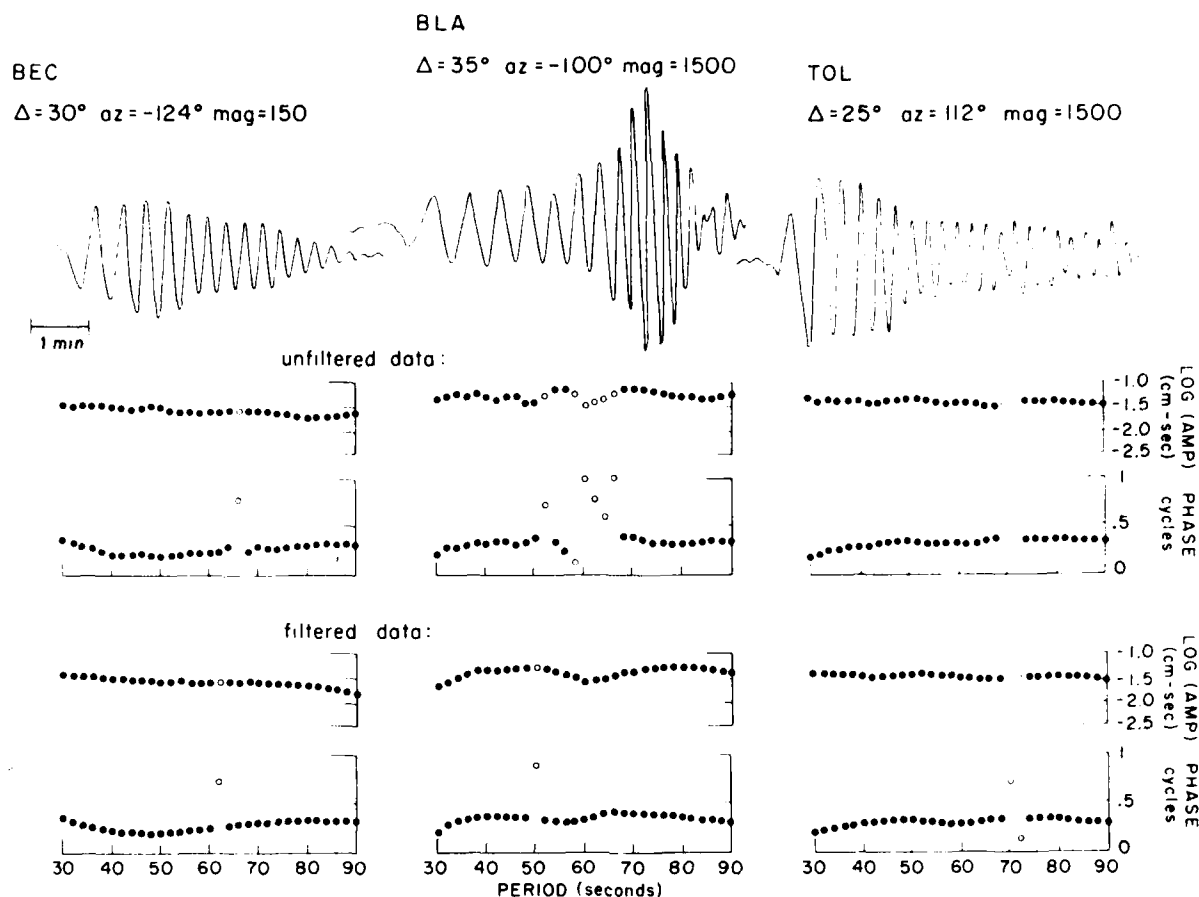 BEC
Δ=30° az=-124° mag=150
BLA
Δ=35° az=-100° mag=1500
TOL
Δ=25° az=112° mag=1500
1 min
unfiltered data:
-1.0
-1.5
-2.0
-2.5
LOG (AMP)
(cm-sec)
1
.5
0
PHASE
cycles
filtered data:
-1.0
-1.5
-2.0
-2.5
LOG (AMP)
(cm-sec)
1
.5
0
PHASE
cycles
30 40 50 60 70 80 90
30 40 50 60 70 80 90
30 40 50 60 70 80 90
PERIOD (seconds)